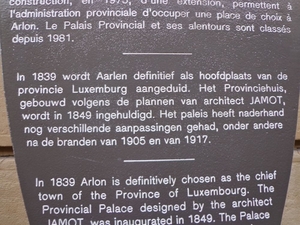 construction, en 1975, d'une extension, permettent à
l'administration provinciale d'occuper une place de choix à
Arlon. Le Palais Provincial et ses alentours sont classés
depuis 1981.
In 1839 wordt Aarlen definitief als hoofdplaats van de
provincie Luxemburg aangeduid. Het Provinciehuis,
gebouwd volgens de plannen van architect JAMOT,
wordt in 1849 ingehuldigd. Het paleis heeft naderhand
nog verschillende aanpassingen gehad, onder andere
na de branden van 1905 en van 1917.
In 1839 Arlon is definitively chosen as the chief
town of the Province of Luxembourg. The
Provincial Palace designed by the architect
JAMOT, was inaugurated in 1849. The Palace